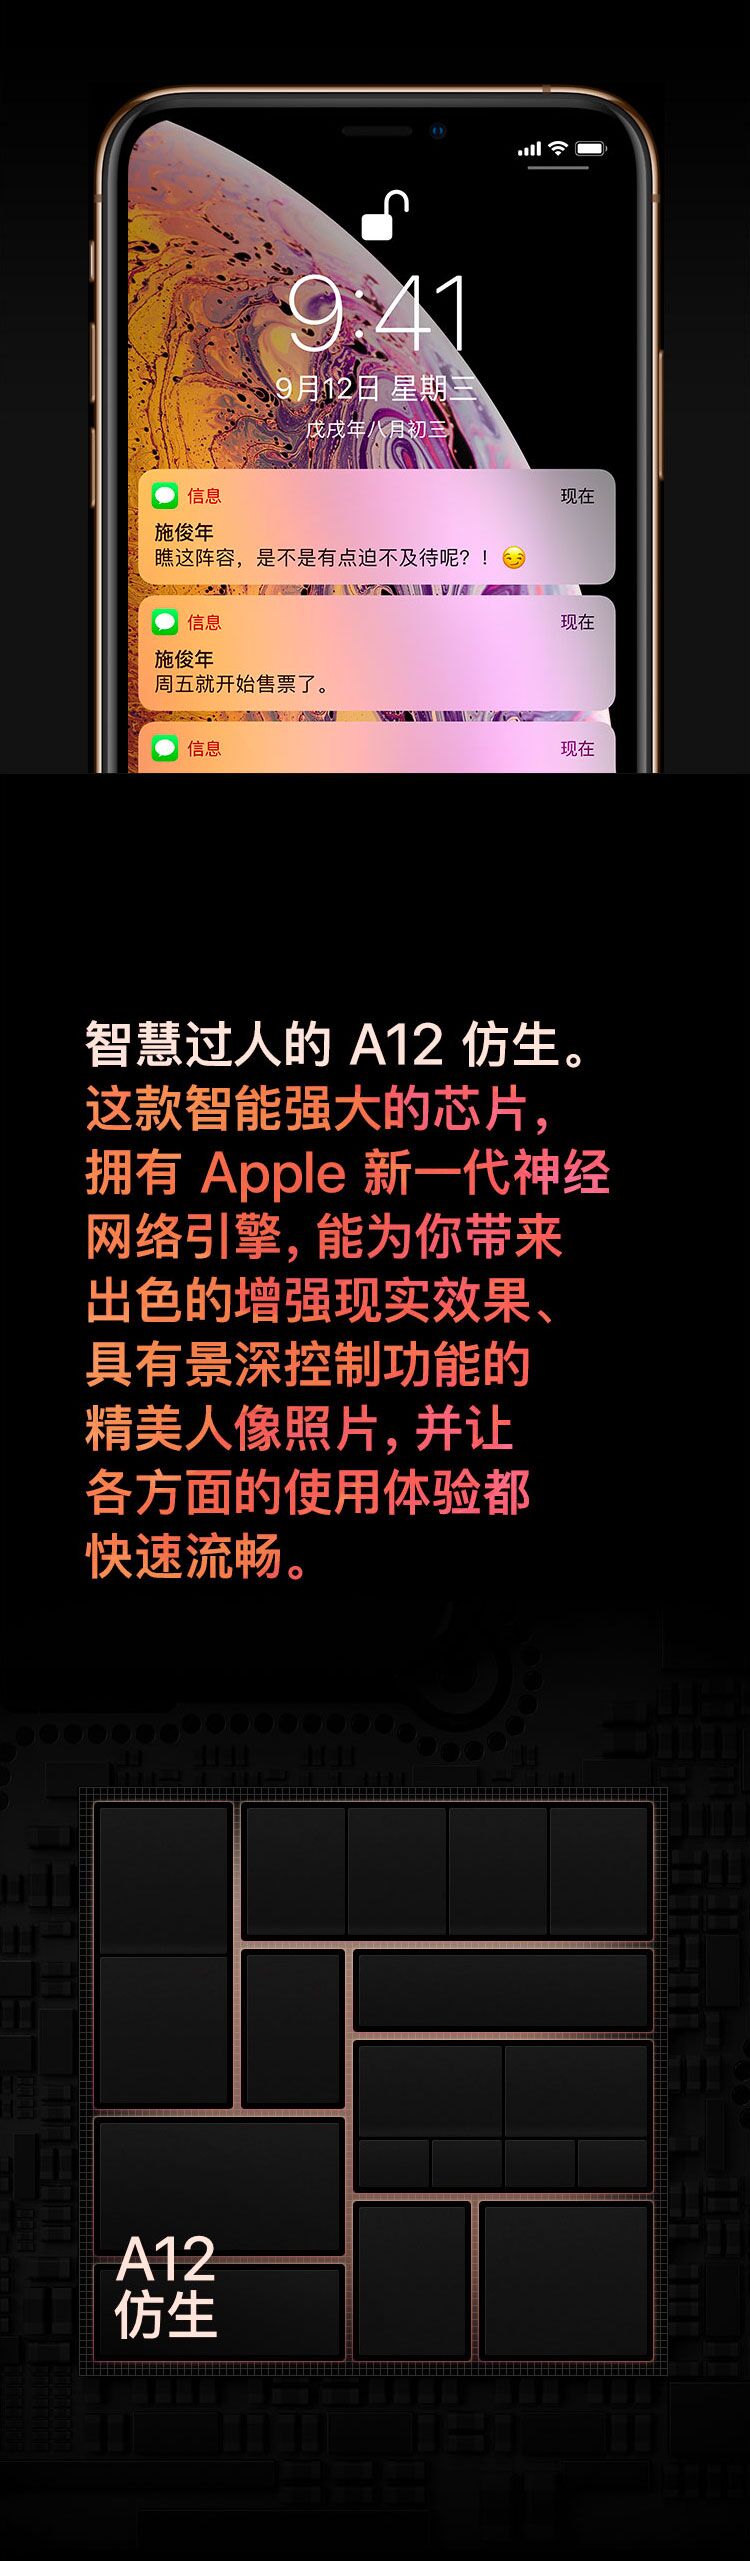 9:41
9月12日 星期三
戊戌年八月初三
信息 现在
施俊年
瞧这阵容，是不是有点迫不及待呢？！😏
信息 现在
施俊年
周五就开始售票了。
信息 现在
智慧过人的 A12 仿生。
这款智能强大的芯片，
拥有 Apple 新一代神经
网络引擎，能为你带来
出色的增强现实效果、
具有景深控制功能的
精美人像照片，并让
各方面的使用体验都
快速流畅。
A12
仿生